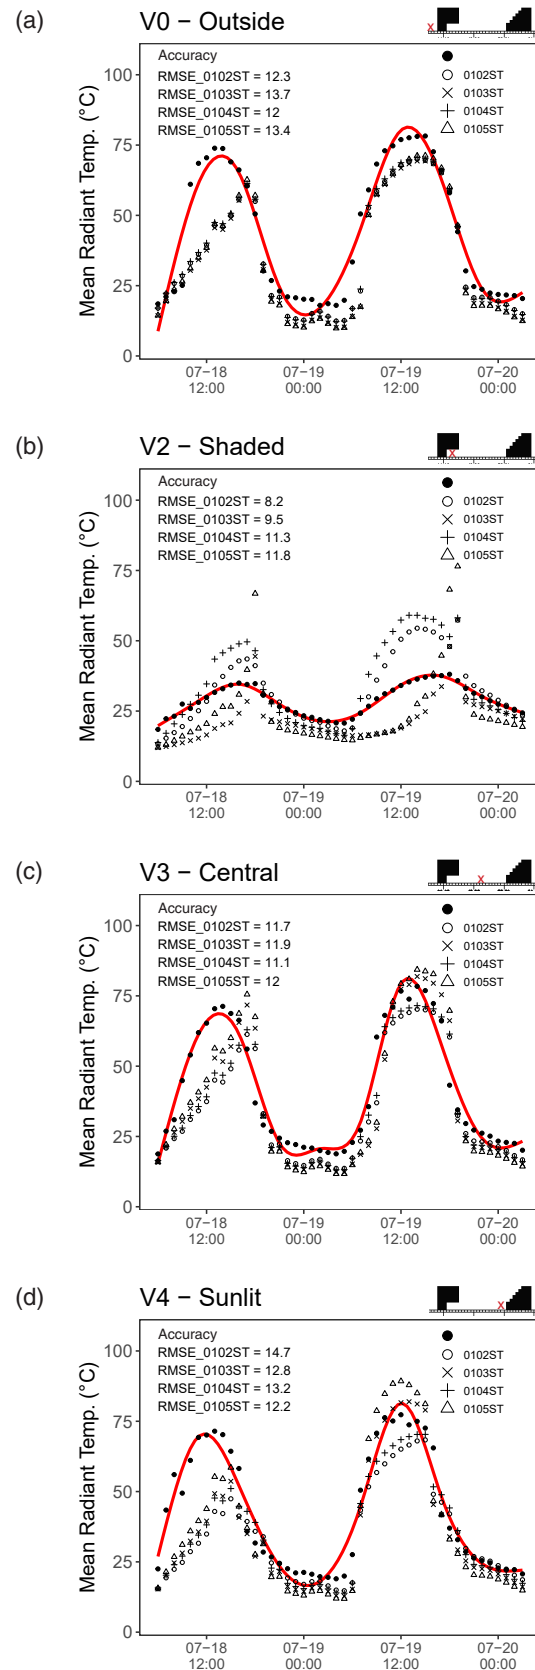 (a)
V0 − Outside
X
Accuracy
RMSE_0102ST = 12.3
RMSE_0103ST = 13.7
RMSE_0104ST = 12
RMSE_0105ST = 13.4
0102ST
0103ST
0104ST
0105ST
Mean Radiant Temp. (°C)
100
75
50
25
0
07−18 07−19 07−19 07−20
12:00 00:00 12:00 00:00
(b)
V2 − Shaded
X
Accuracy
RMSE_0102ST = 8.2
RMSE_0103ST = 9.5
RMSE_0104ST = 11.3
RMSE_0105ST = 11.8
0102ST
0103ST
0104ST
0105ST
Mean Radiant Temp. (°C)
100
75
50
25
0
07−18 07−19 07−19 07−20
12:00 00:00 12:00 00:00
(c)
V3 − Central
X
Accuracy
RMSE_0102ST = 11.7
RMSE_0103ST = 11.9
RMSE_0104ST = 11.1
RMSE_0105ST = 12
0102ST
0103ST
0104ST
0105ST
Mean Radiant Temp. (°C)
100
75
50
25
0
07−18 07−19 07−19 07−20
12:00 00:00 12:00 00:00
(d)
V4 − Sunlit
X
Accuracy
RMSE_0102ST = 14.7
RMSE_0103ST = 12.8
RMSE_0104ST = 13.2
RMSE_0105ST = 12.2
0102ST
0103ST
0104ST
0105ST
Mean Radiant Temp. (°C)
100
75
50
25
0
07−18 07−19 07−19 07−20
12:00 00:00 12:00 00:00